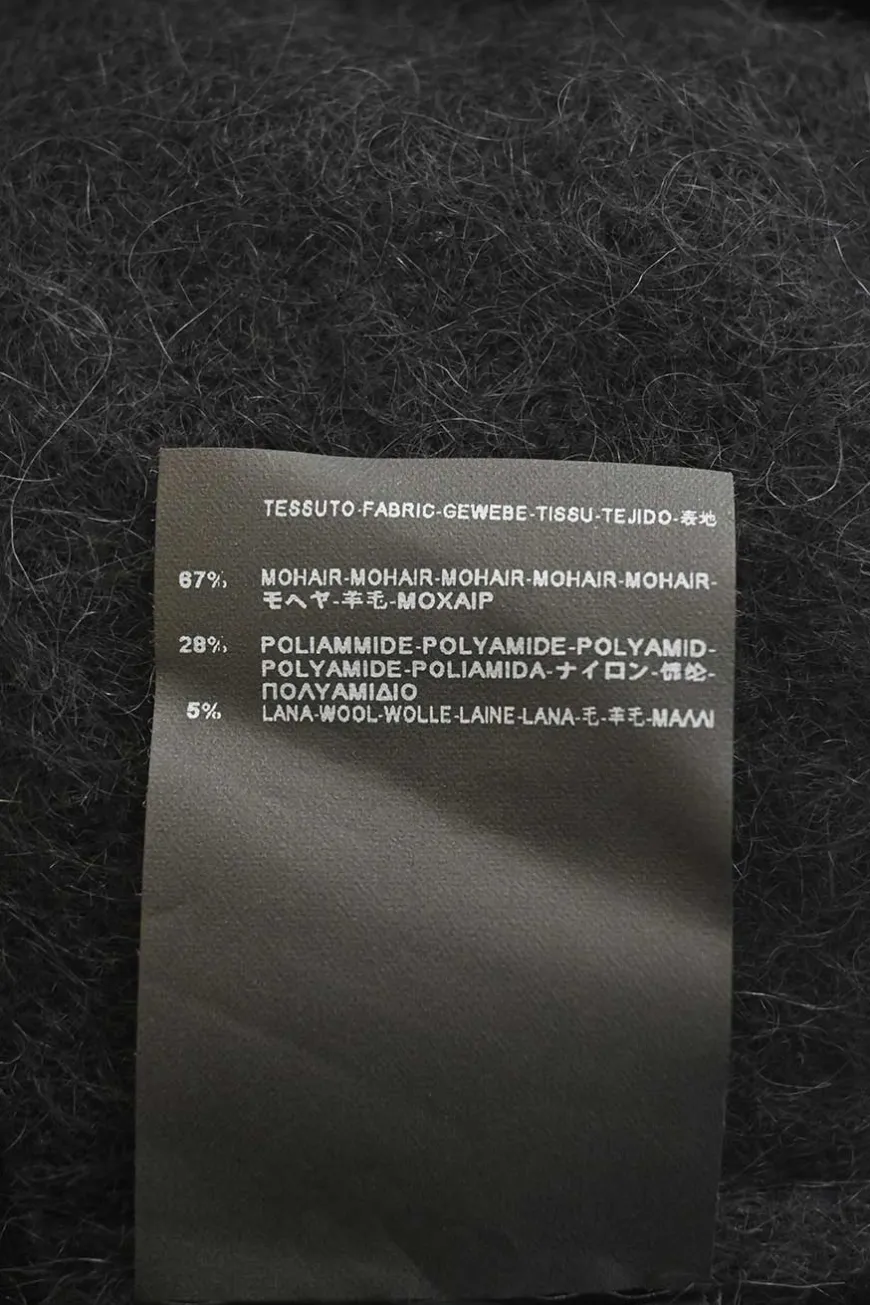 TESSUTO-FABRIC-GEWEBE-TISSU-TEJIDO-表地
67% MOHAIR-MOHAIR-MOHAIR-MOHAIR-MOHAIR-
モヘヤ-羊毛-MOXAIP
28% POLIAMMIDE-POLYAMIDE-POLYAMID-
POLYAMIDE-POLIAMIDA-ナイロン-锦纶-
ΠΟΛΥΑΜΙΔΙΟ
5% LANA-WOOL-WOLLE-LAINE-LANA-毛-羊毛-ΜΑΛΛΙ